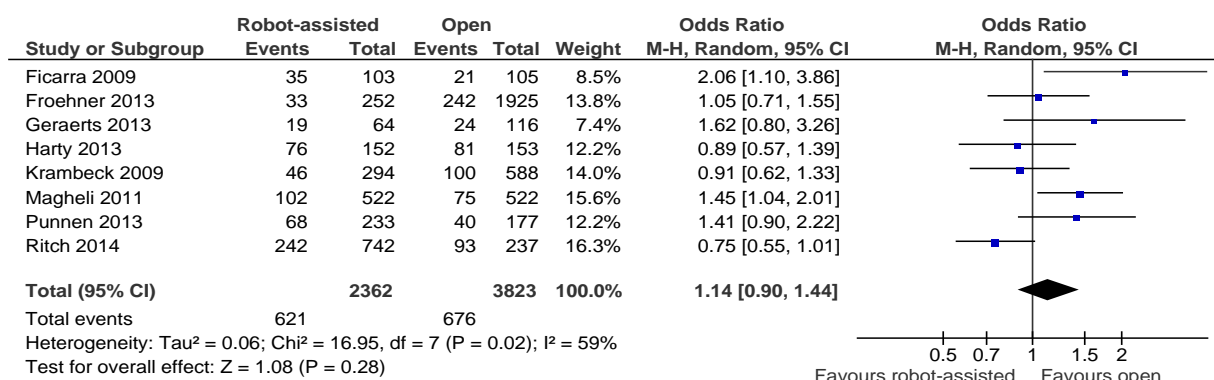 Robot-assisted Open Odds Ratio Odds Ratio
Study or Subgroup Events Total Events Total Weight M-H, Random, 95% CI M-H, Random, 95% CI
Ficarra 2009 35 103 21 105 8.5% 2.06 [1.10, 3.86]
Froehner 2013 33 252 242 1925 13.8% 1.05 [0.71, 1.55]
Geraerts 2013 19 64 24 116 7.4% 1.62 [0.80, 3.26]
Harty 2013 76 152 81 153 12.2% 0.89 [0.57, 1.39]
Krambeck 2009 46 294 100 588 14.0% 0.91 [0.62, 1.33]
Magheli 2011 102 522 75 522 15.6% 1.45 [1.04, 2.01]
Punnen 2013 68 233 40 177 12.2% 1.41 [0.90, 2.22]
Ritch 2014 242 742 93 237 16.3% 0.75 [0.55, 1.01]
Total (95% CI) 2362 3823 100.0% 1.14 [0.90, 1.44]
Total events 621 676
Heterogeneity: Tau² = 0.06; Chi² = 16.95, df = 7 (P = 0.02); I² = 59%
Test for overall effect: Z = 1.08 (P = 0.28)
0.5 0.7 1 1.5 2
Favours robot-assisted Favours open